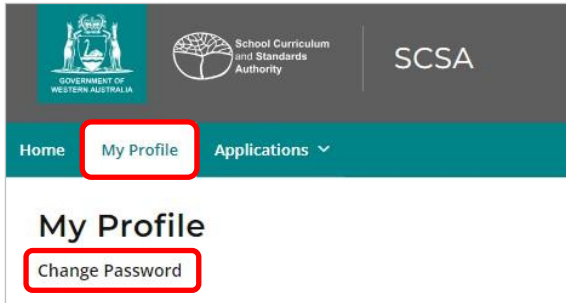 GOVERNMENT OF
WESTERN AUSTRALIA
School Curriculum
and Standards
Authority
SCSA
Home My Profile Applications
My Profile
Change Password